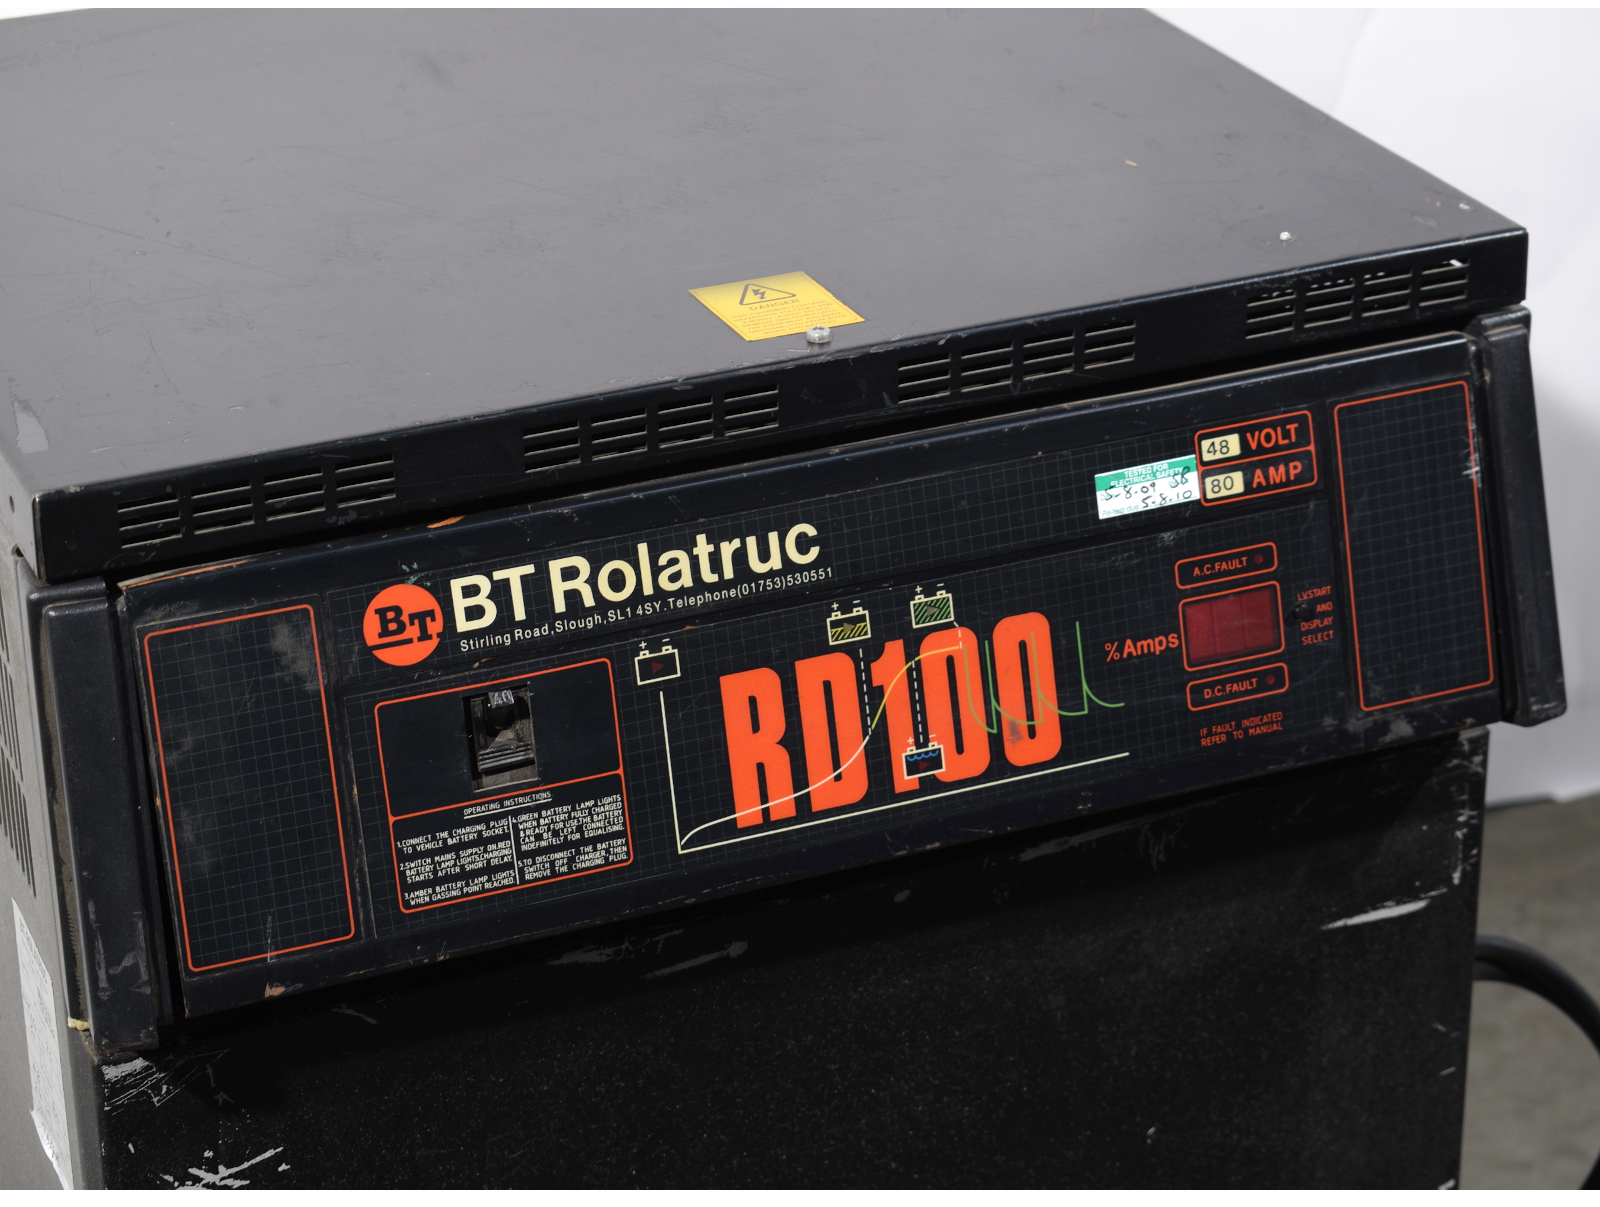 DANGER
48 VOLT
80 AMP
TESTED FOR
ELECTRICAL SAFETY
5-8-09
Re-test due 5-8-10
BT
BT Rolatruc
Stirling Road, Slough, SL1 4SY. Telephone (01753) 530551
RD100
A.C. FAULT
% Amps
LV.START
AND
DISPLAY
SELECT
D.C. FAULT
IF FAULT INDICATED
REFER TO MANUAL
OPERATING INSTRUCTIONS
1.CONNECT THE CHARGING PLUG
TO VEHICLE BATTERY SOCKET.
2.SWITCH MAINS SUPPLY ON.RED
BATTERY LAMP LIGHTS.CHARGING
STARTS AFTER SHORT DELAY.
3.AMBER BATTERY LAMP LIGHTS
WHEN GASSING POINT REACHED.
4.GREEN BATTERY LAMP LIGHTS
WHEN BATTERY FULLY CHARGED
& READY FOR USE.THE BATTERY
CAN BE LEFT CONNECTED
INDEFINITELY FOR EQUALISING.
5.TO DISCONNECT THE BATTERY
SWITCH OFF CHARGER, THEN
REMOVE THE CHARGING PLUG.